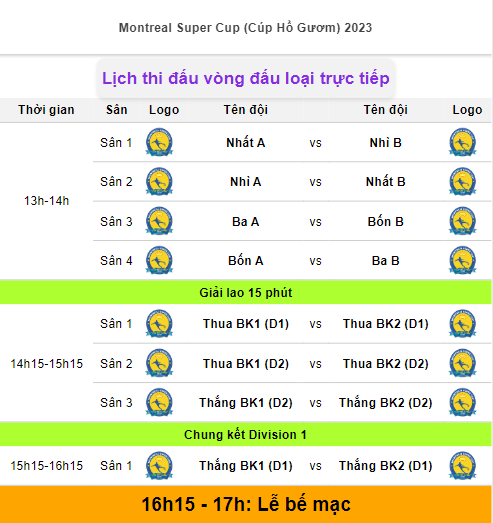 Montreal Super Cup (Cúp Hồ Gươm) 2023
Lịch thi đấu vòng đấu loại trực tiếp
Thời gian Sân Logo Tên đội Tên đội Logo
13h-14h
Sân 1 Nhất A vs Nhì B
Sân 2 Nhì A vs Nhất B
Sân 3 Ba A vs Bốn B
Sân 4 Bốn A vs Ba B
Giải lao 15 phút
14h15-15h15
Sân 1 Thua BK1 (D1) vs Thua BK2 (D1)
Sân 2 Thua BK1 (D2) vs Thua BK2 (D2)
Sân 3 Thắng BK1 (D2) vs Thắng BK2 (D2)
Chung kết Division 1
15h15-16h15 Sân 1 Thắng BK1 (D1) vs Thắng BK2 (D1)
16h15 - 17h: Lễ bế mạc